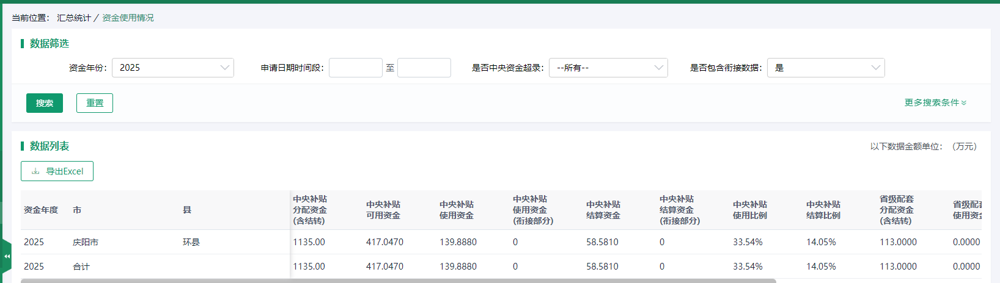 当前位置： 汇总统计 / 资金使用情况
数据筛选
资金年份： 2025 申请日期时间段： 至 是否中央资金超录： --所有-- 是否包含衔接数据： 是
搜索 重置 更多搜索条件
数据列表 以下数据金额单位：（万元）
导出Excel
资金年度 市 县 中央补贴分配资金(含结转) 中央补贴可用资金 中央补贴使用资金 中央补贴使用资金(衔接部分) 中央补贴结算资金 中央补贴结算资金(衔接部分) 中央补贴使用比例 中央补贴结算比例 省级配套分配资金(含结转) 省级配套使用资金
2025 庆阳市 环县 1135.00 417.0470 139.8880 0 58.5810 0 33.54% 14.05% 113.0000 0.0000
2025 合计 1135.00 417.0470 139.8880 0 58.5810 0 33.54% 14.05% 113.0000 0.0000